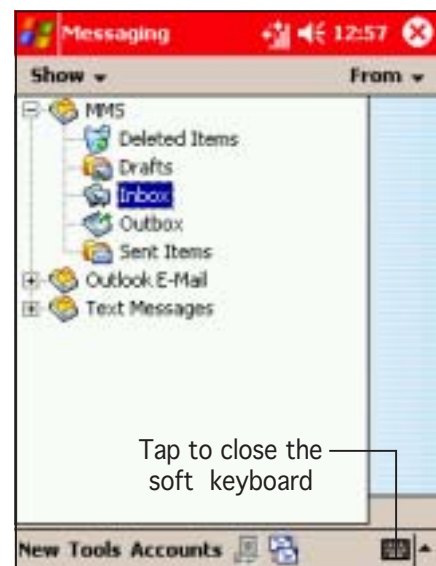 Messaging 12:57
Show From
MMS
Deleted Items
Drafts
Inbox
Outbox
Sent Items
Outlook E-Mail
Text Messages
Tap to close the
soft keyboard
New Tools Accounts